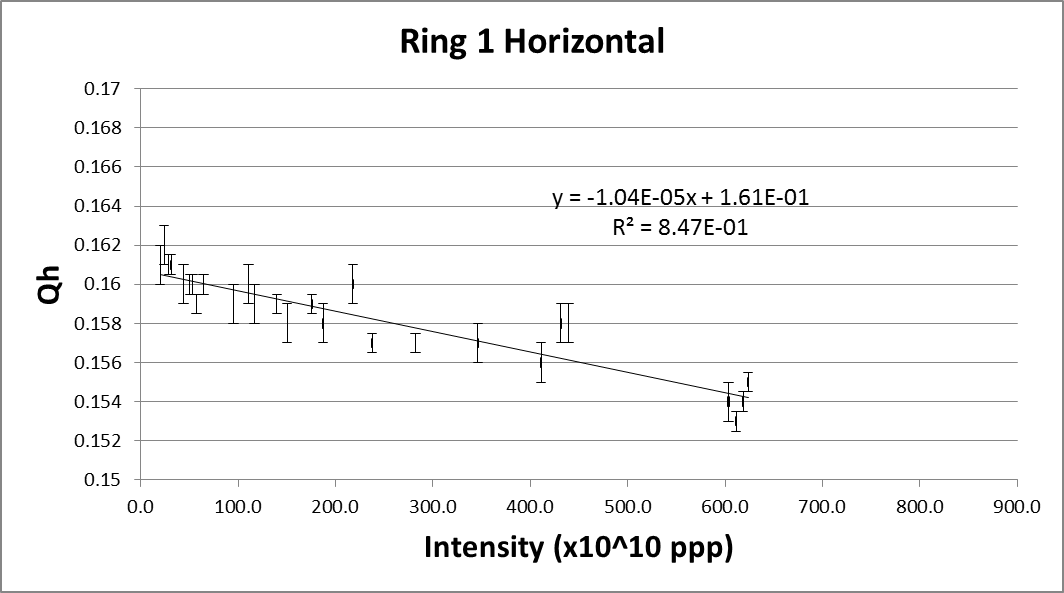 Ring 1 Horizontal
0.17
0.168
0.166
0.164
y = -1.04E-05x + 1.61E-01
R² = 8.47E-01
0.162
0.16
Qh
0.158
0.156
0.154
0.152
0.15
0.0 100.0 200.0 300.0 400.0 500.0 600.0 700.0 800.0 900.0
Intensity (x10^10 ppp)